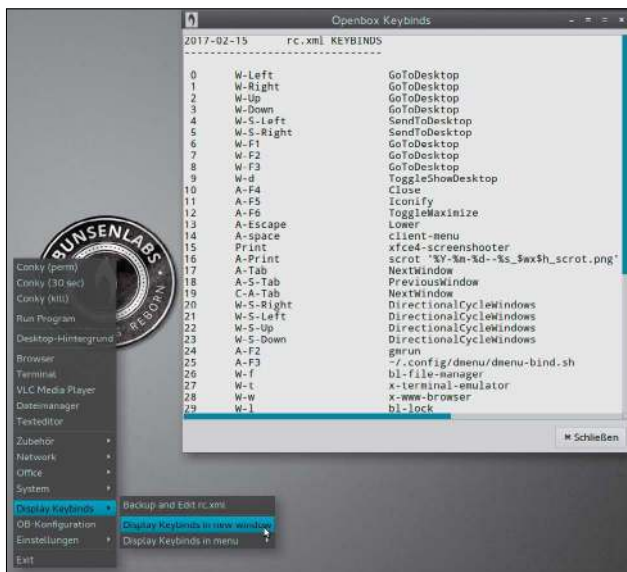 Openbox Keybinds
2017-02-15 rc.xml KEYBINDS
--------------------------------
0 W-Left GoToDesktop
1 W-Right GoToDesktop
2 W-Up GoToDesktop
3 W-Down GoToDesktop
4 W-S-Left SendToDesktop
5 W-S-Right SendToDesktop
6 W-F1 GoToDesktop
7 W-F2 GoToDesktop
8 W-F3 GoToDesktop
9 W-d ToggleShowDesktop
10 A-F4 Close
11 A-F5 Iconify
12 A-F6 ToggleMaximize
13 A-Escape Lower
14 A-space client-menu
15 Print xfce4-screenshooter
16 A-Print scrot '%Y-%m-%d--%s_$wx$h_scrot.png'
17 A-Tab NextWindow
18 A-S-Tab PreviousWindow
19 C-A-Tab NextWindow
20 W-S-Right DirectionalCycleWindows
21 W-S-Left DirectionalCycleWindows
22 W-S-Up DirectionalCycleWindows
23 W-S-Down DirectionalCycleWindows
24 A-F2 gmrun
25 A-F3 ~/.config/dmenu/dmenu-bind.sh
26 W-f bl-file-manager
27 W-t x-terminal-emulator
28 W-w x-www-browser
29 W-l bl-lock
Schließen
BUNSENLABS
REBORN
Conky (perm)
Conky (30 sec)
Conky (kill)
Run Program
Desktop-Hintergrund
Browser
Terminal
VLC Media Player
Dateimanager
Texteditor
Zubehör
Network
Office
System
Display Keybinds
OB-Konfiguration
Einstellungen
Exit
Backup and Edit rc.xml
Display Keybinds in new window
Display Keybinds in menu